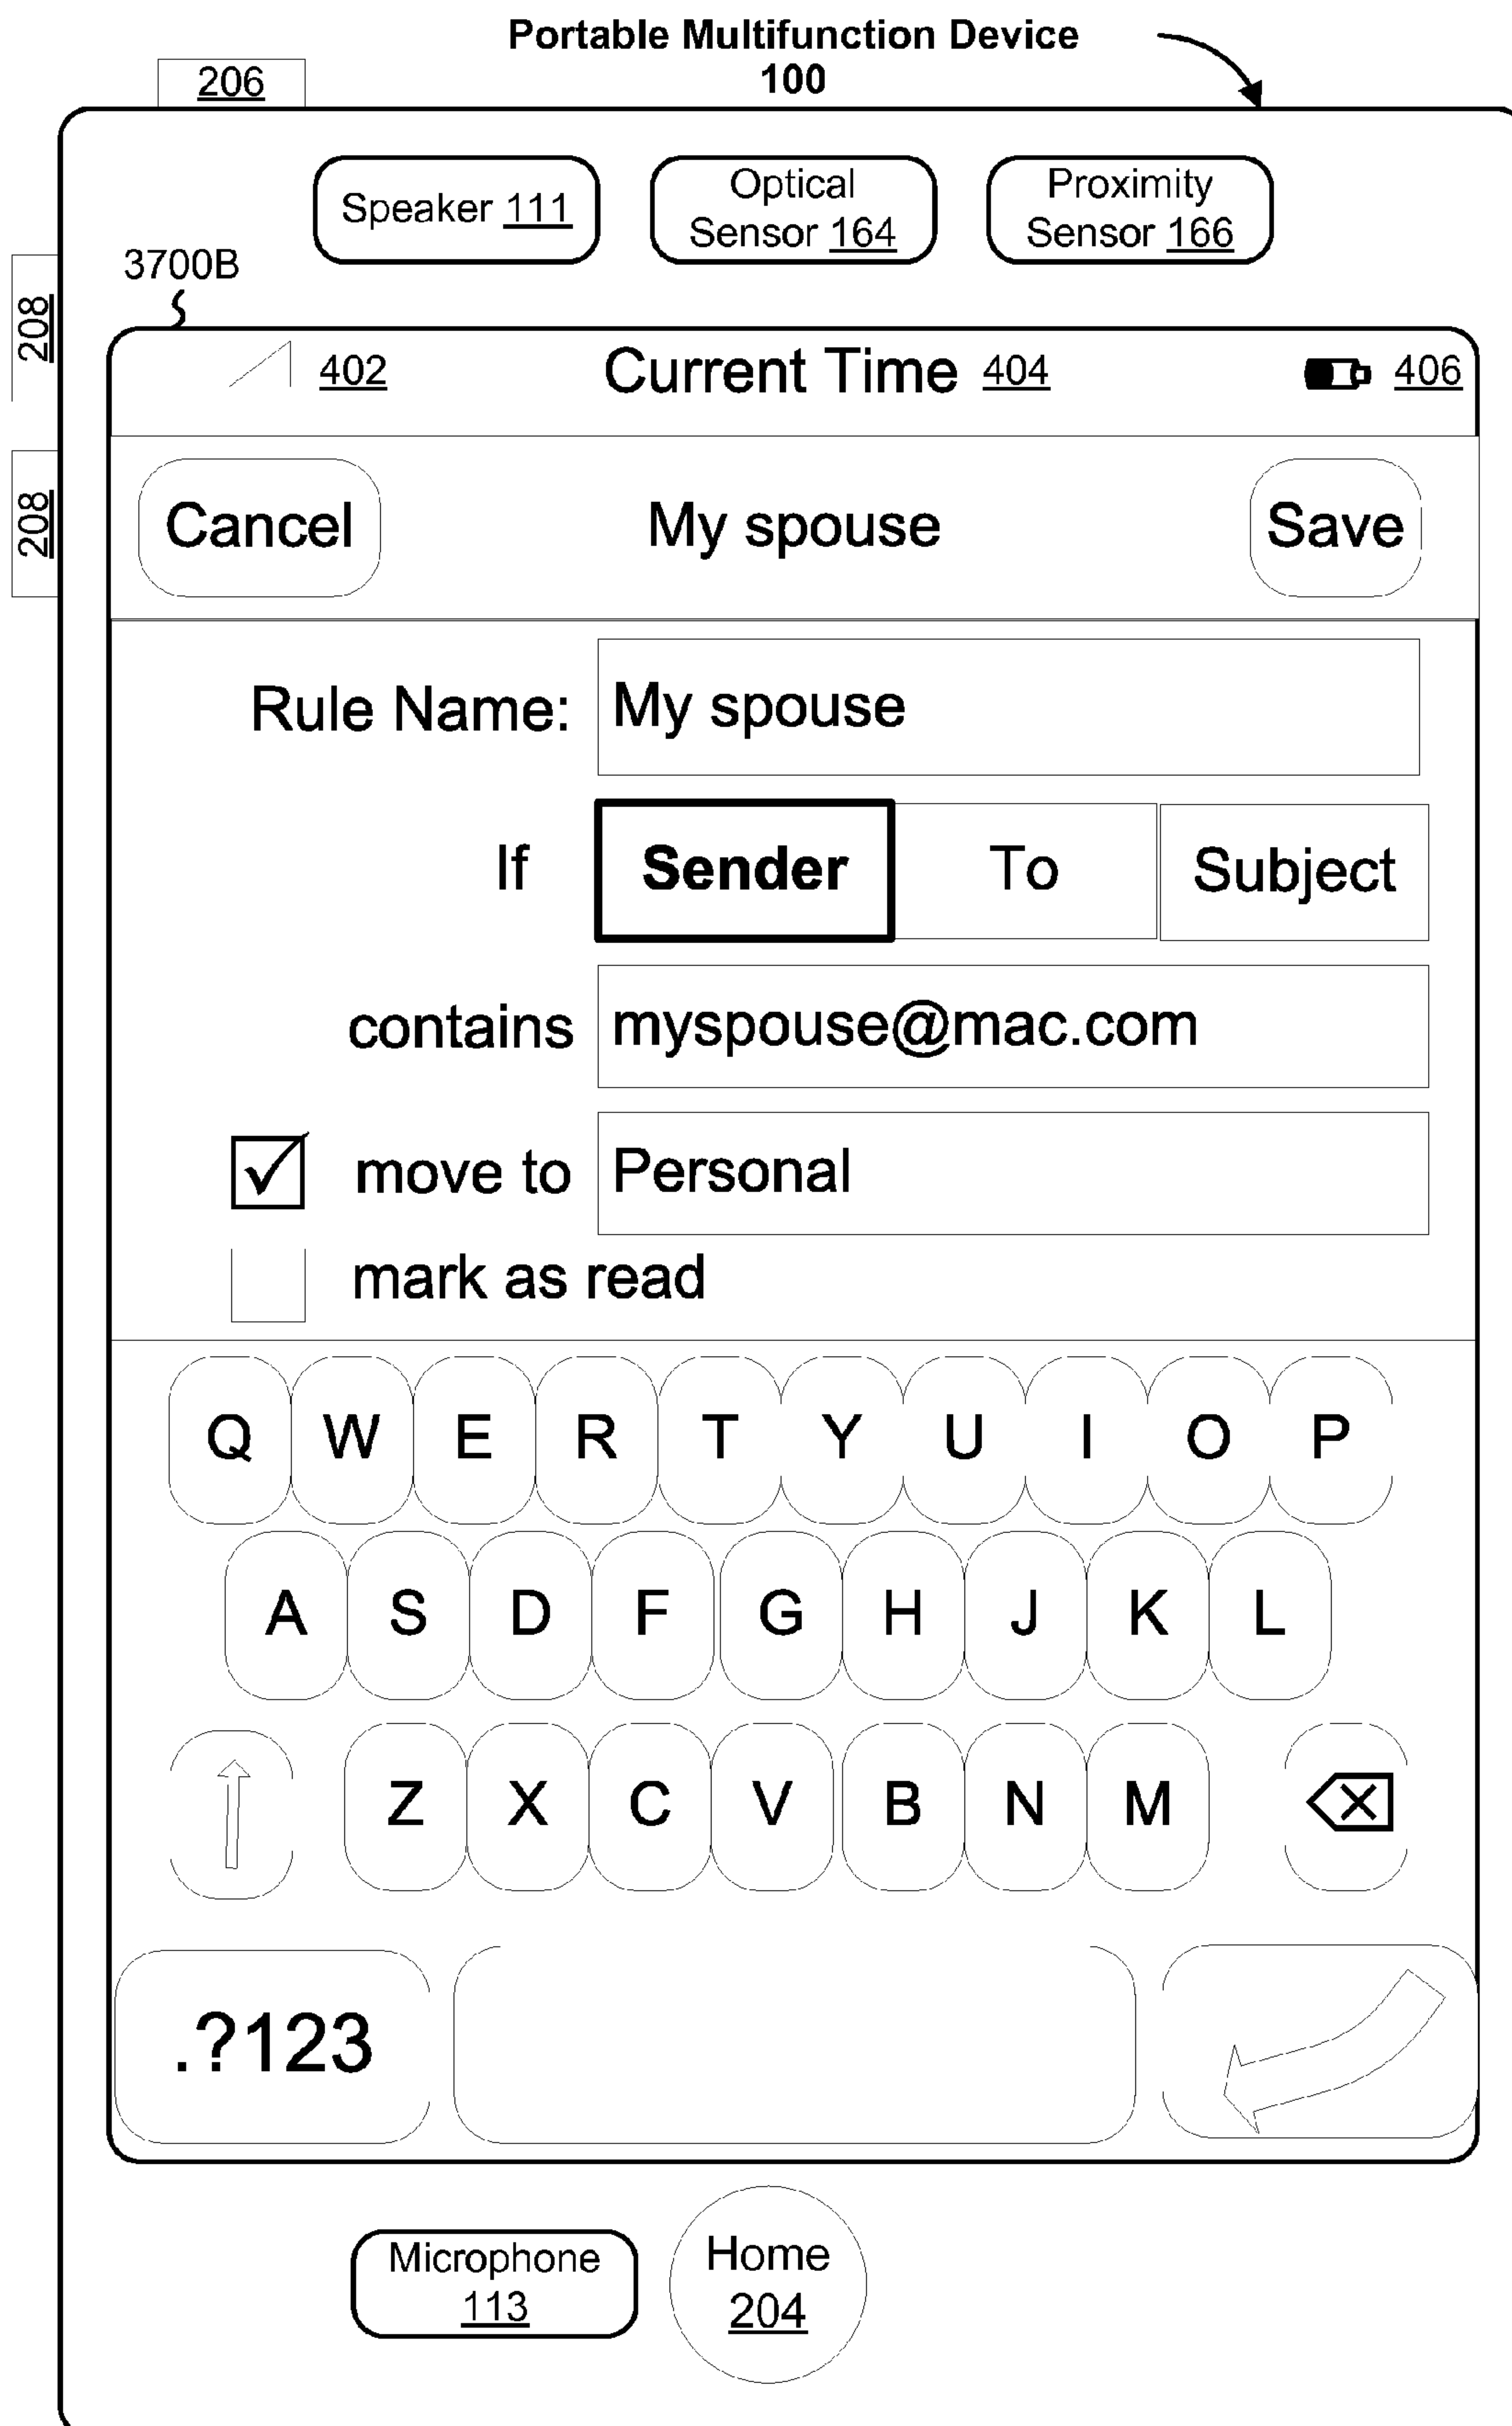 Portable Multifunction Device
100
206
Speaker 111
Optical
Sensor 164
Proximity
Sensor 166
3700B
208
208
402
Current Time 404
406
Cancel
My spouse
Save
Rule Name: My spouse
If Sender To Subject
contains myspouse@mac.com
move to Personal
mark as read
Q W E R T Y U I O P
A S D F G H J K L
Z X C V B N M
.?123
Microphone
113
Home
204